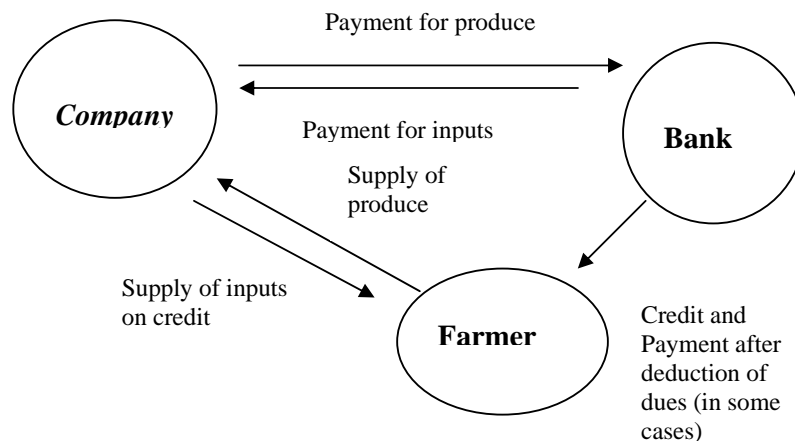 Payment for produce
Company
Bank
Payment for inputs
Supply of
produce
Supply of inputs
on credit
Farmer
Credit and
Payment after
deduction of
dues (in some
cases)